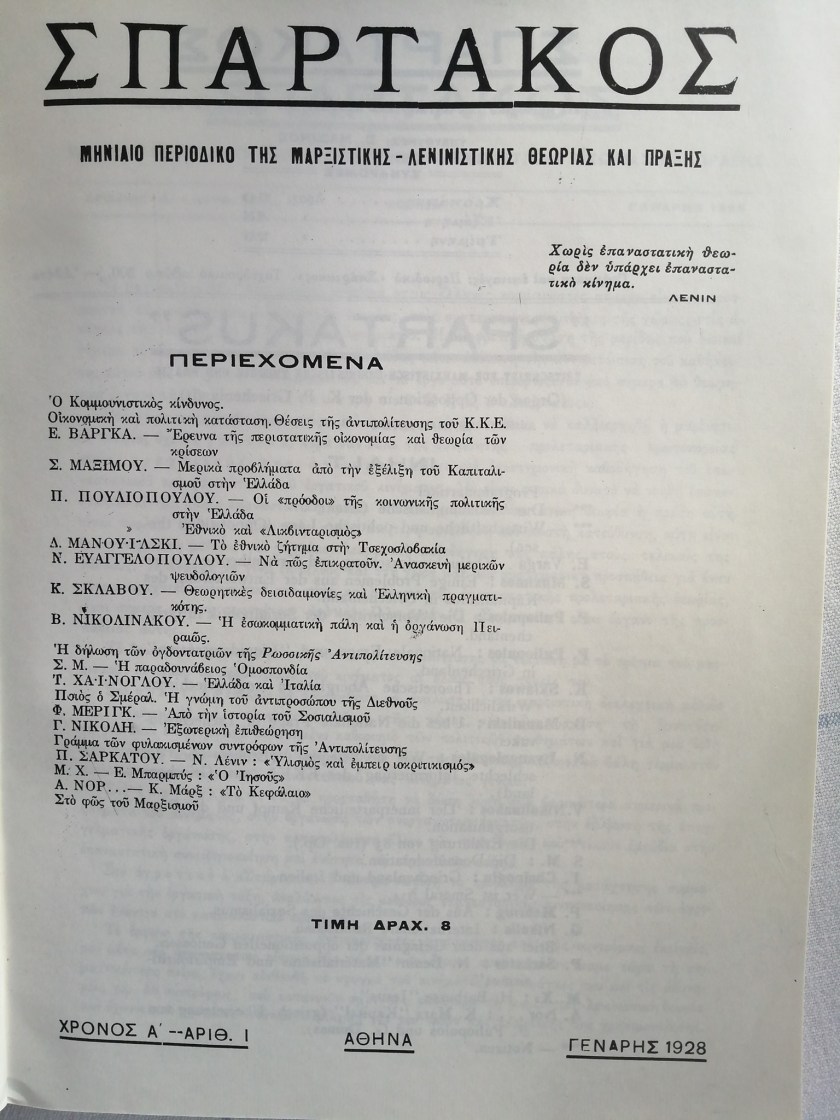 ΣΠΑΡΤΑΚΟΣ
ΜΗΝΙΑΙΟ ΠΕΡΙΟΔΙΚΟ ΤΗΣ ΜΑΡΞΙΣΤΙΚΗΣ - ΛΕΝΙΝΙΣΤΙΚΗΣ ΘΕΩΡΙΑΣ ΚΑΙ ΠΡΑΞΗΣ
Χωρὶς ἐπαναστατικὴ θεω-
ρία δὲν ὑπάρχει ἐπαναστα-
τικὸ κίνημα.
ΛΕΝΙΝ
ΠΕΡΙΕΧΟΜΕΝΑ
Ὁ Κομμουνιστικὸς κίνδυνος.
Οἰκονομικὴ καὶ πολιτικὴ κατάσταση. Θέσεις τῆς ἀντιπολίτευσης τοῦ Κ.Κ.Ε.
Ε. ΒΑΡΓΚΑ. — Ἔρευνα τῆς περιστατικῆς οἰκονομίας καὶ θεωρία τῶν
κρίσεων
Σ. ΜΑΞΙΜΟΥ. — Μερικὰ προβλήματα ἀπὸ τὴν ἐξέλιξη τοῦ Καπιταλι-
σμοῦ στὴν Ἑλλάδα
Π. ΠΟΥΛΙΟΠΟΥΛΟΥ. — Οἱ «πρόοδοι» τῆς κοινωνικῆς πολιτικῆς
στὴν Ἑλλάδα
» Ἐθνικὸ καὶ «Λικβινταρισμὸς»
Δ. ΜΑΝΟΥ·Ι·ΛΣΚΙ. — Τὸ ἐθνικὸ ζήτημα στὴ Τσεχοσλοβακία
Ν. ΕΥΑΓΓΕΛΟΠΟΥΛΟΥ. — Νὰ πῶς ἐπικρατοῦν. Ἀνασκευὴ μερικῶν
ψευδολογιῶν
Κ. ΣΚΛΑΒΟΥ. — Θεωρητικὲς δεισιδαιμονίες καὶ Ἑλληνικὴ πραγματι-
κότης.
Β. ΝΙΚΟΛΙΝΑΚΟΥ. — Ἡ ἐσωκομματικὴ πάλη καὶ ἡ ὀργάνωση Πει-
ραιῶς.
Ἡ δήλωση τῶν ὀγδοντατριῶν τῆς Ρωσσικῆς Ἀντιπολίτευσης
Σ. Μ. — Ἡ παραδουνάβειος Ὁμοσπονδία
Τ. ΧΑ·Ι·ΝΟΓΛΟΥ. — Ἑλλάδα καὶ Ἰταλία
Ποιὸς ὁ Σμέραλ. Ἡ γνώμη τοῦ ἀντιπροσώπου τῆς Διεθνοῦς
Φ. ΜΕΡΙΓΚ. — Ἀπὸ τὴν ἱστορία τοῦ Σοσιαλισμοῦ
Γ. ΝΙΚΟΛΗ. — Ἐξωτερικὴ ἐπιθεώρηση
Γράμμα τῶν φυλακισμένων συντρόφων τῆς Ἀντιπολίτευσης
Π. ΣΑΡΚΑΤΟΥ. — Ν. Λένιν : «Ὑλισμὸς καὶ ἐμπειριοκριτικισμός»
Μ. Χ. — Ε. Μπαρμπύς : «Ὁ Ἰησοῦς»
Α. ΝΟΡ...— Κ. Μάρξ : «Τὸ Κεφάλαιο»
Στὸ φῶς τοῦ Μαρξισμοῦ
ΤΙΜΗ ΔΡΑΧ. 8
ΧΡΟΝΟΣ Α΄ --ΑΡΙΘ. Ι
ΑΘΗΝΑ
ΓΕΝΑΡΗΣ 1928